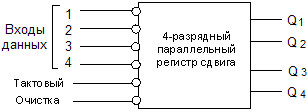 Входы
данных
1
2
3
4
Тактовый
Очистка
4-разрядный
параллельный
регистр сдвига
Q1
Q2
Q3
Q4